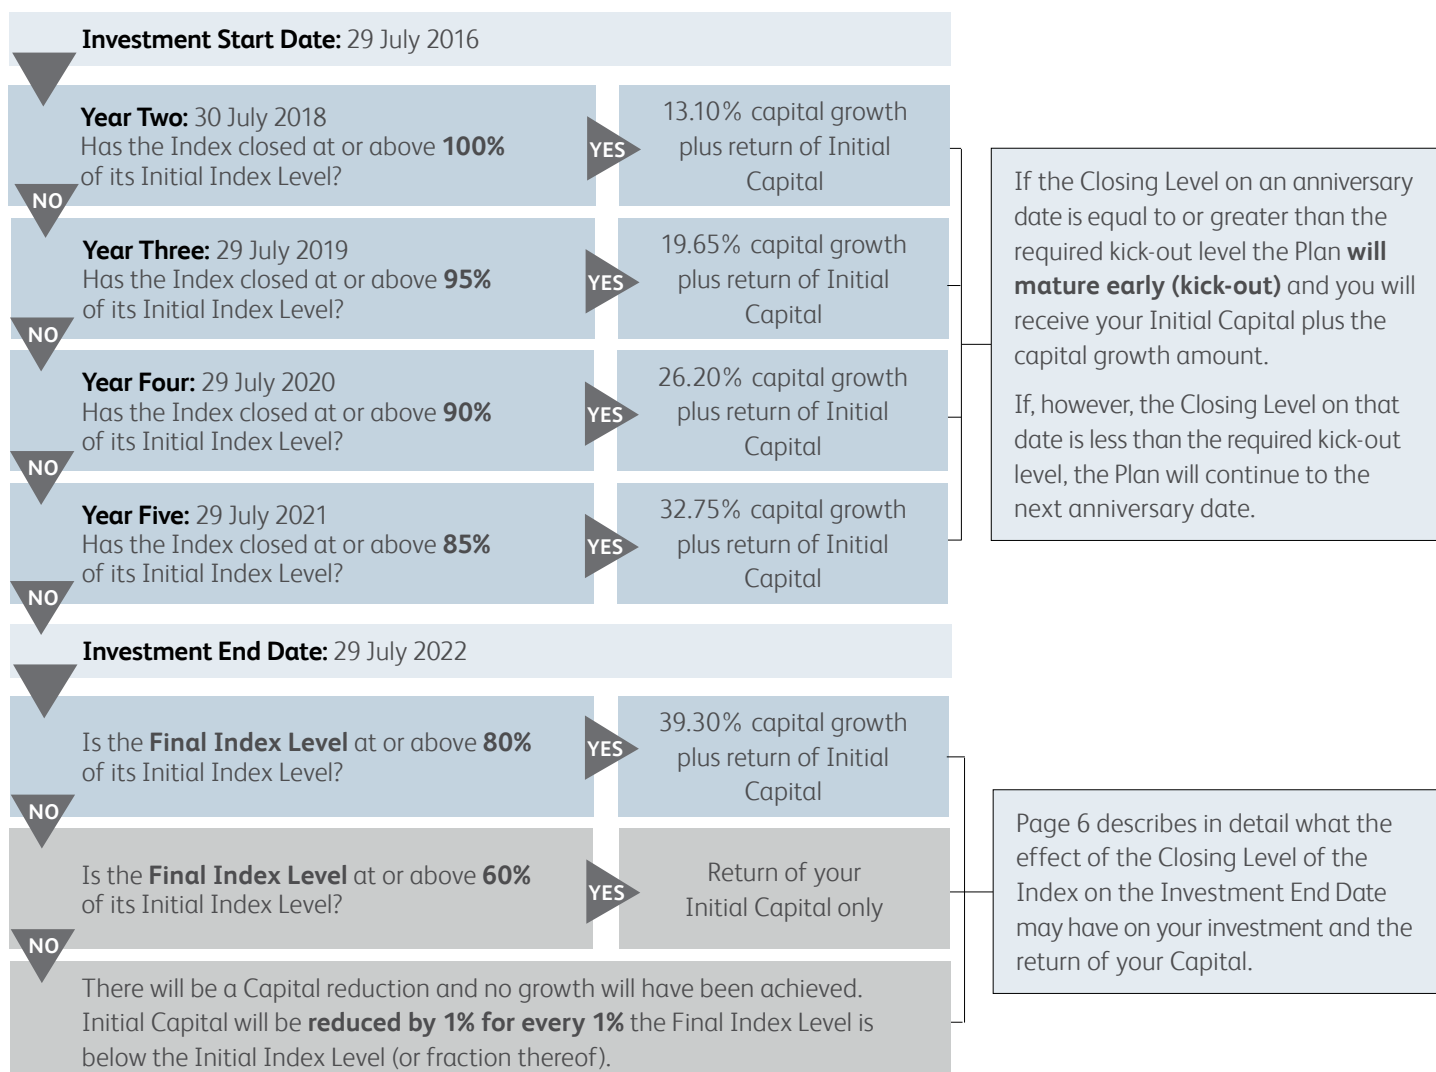 Investment Start Date: 29 July 2016
Year Two: 30 July 2018
Has the Index closed at or above 100%
of its Initial Index Level?
YES
13.10% capital growth
plus return of Initial
Capital
NO
Year Three: 29 July 2019
Has the Index closed at or above 95%
of its Initial Index Level?
YES
19.65% capital growth
plus return of Initial
Capital
NO
Year Four: 29 July 2020
Has the Index closed at or above 90%
of its Initial Index Level?
YES
26.20% capital growth
plus return of Initial
Capital
NO
Year Five: 29 July 2021
Has the Index closed at or above 85%
of its Initial Index Level?
YES
32.75% capital growth
plus return of Initial
Capital
NO
If the Closing Level on an anniversary
date is equal to or greater than the
required kick-out level the Plan will
mature early (kick-out) and you will
receive your Initial Capital plus the
capital growth amount.
If, however, the Closing Level on that
date is less than the required kick-out
level, the Plan will continue to the
next anniversary date.
Investment End Date: 29 July 2022
Is the Final Index Level at or above 80%
of its Initial Index Level?
YES
39.30% capital growth
plus return of Initial
Capital
NO
Is the Final Index Level at or above 60%
of its Initial Index Level?
YES
Return of your
Initial Capital only
NO
There will be a Capital reduction and no growth will have been achieved.
Initial Capital will be reduced by 1% for every 1% the Final Index Level is
below the Initial Index Level (or fraction thereof).
Page 6 describes in detail what the
effect of the Closing Level of the
Index on the Investment End Date
may have on your investment and the
return of your Capital.